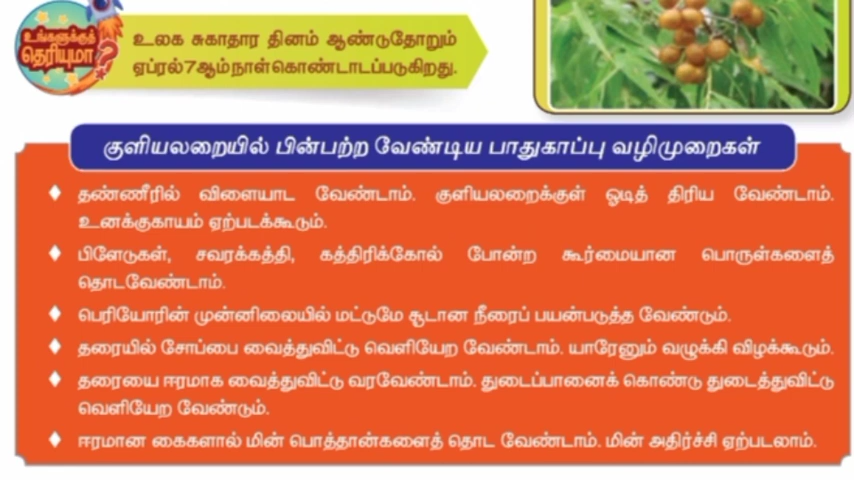 உங்களுக்குத்
தெரியுமா?
உலக சுகாதார தினம் ஆண்டுதோறும்
ஏப்ரல்7ஆம்நாள்கொண்டாடப்படுகிறது.
குளியலறையில் பின்பற்ற வேண்டிய பாதுகாப்பு வழிமுறைகள்
♦ தண்ணீரில் விளையாட வேண்டாம். குளியலறைக்குள் ஓடித் திரிய வேண்டாம்.
உனக்குகாயம் ஏற்படக்கூடும்.
♦ பிளேடுகள், சவரக்கத்தி, கத்திரிக்கோல் போன்ற கூர்மையான பொருள்களைத்
தொடவேண்டாம்.
♦ பெரியோரின் முன்னிலையில் மட்டுமே சூடான நீரைப் பயன்படுத்த வேண்டும்.
♦ தரையில் சோப்பை வைத்துவிட்டு வெளியேற வேண்டாம். யாரேனும் வழுக்கி விழக்கூடும்.
♦ தரையை ஈரமாக வைத்துவிட்டு வரவேண்டாம். துடைப்பானைக் கொண்டு துடைத்துவிட்டு
வெளியேற வேண்டும்.
♦ ஈரமான கைகளால் மின் பொத்தான்களைத் தொட வேண்டாம். மின் அதிர்ச்சி ஏற்படலாம்.